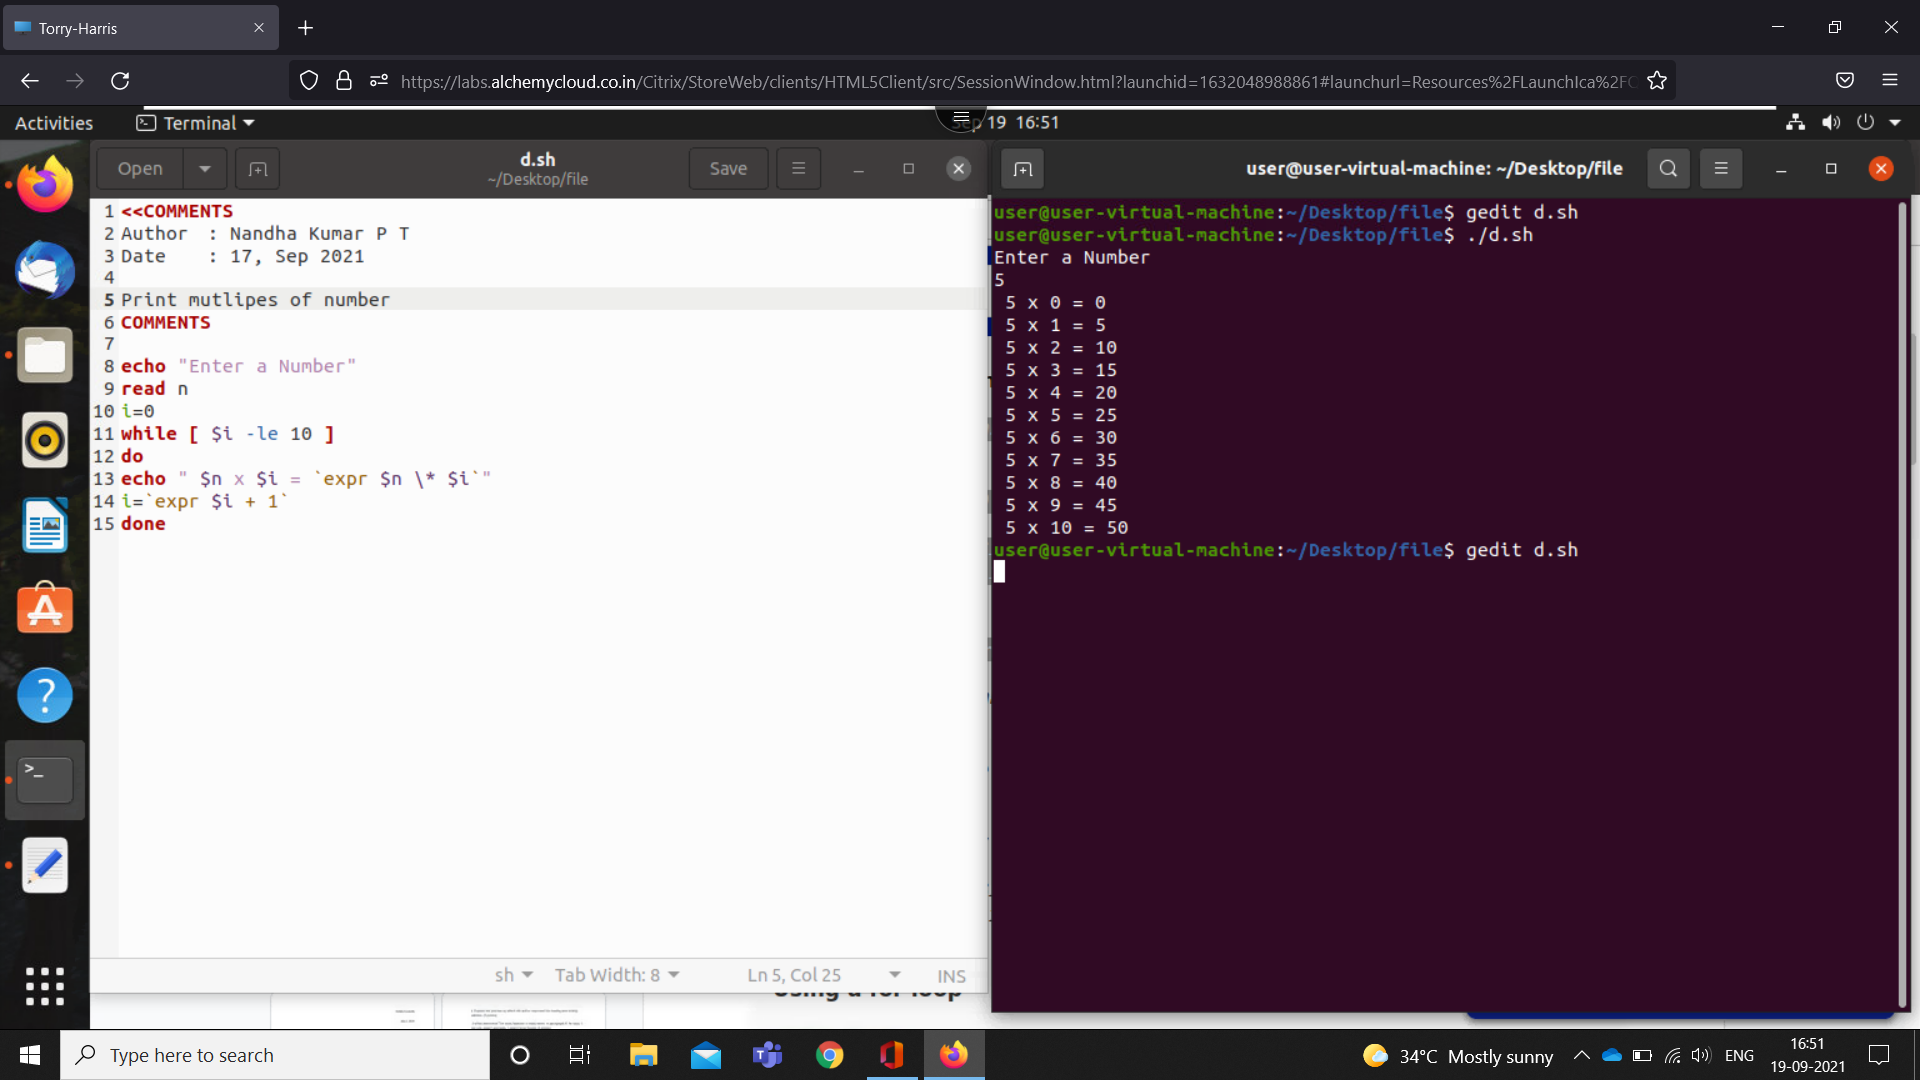 Torry-Harris
https://labs.alchemycloud.co.in/Citrix/StoreWeb/clients/HTML5Client/src/SessionWindow.html?launchid=1632048988861#launchurl=Resources%2FLaunchIca%2FC
Activities
Terminal
Sep 19 16:51
Open
d.sh
~/Desktop/file
Save
1 <<COMMENTS
2 Author  : Nandha Kumar P T
3 Date    : 17, Sep 2021
4
5 Print mutlipes of number
6 COMMENTS
7
8 echo "Enter a Number"
9 read n
10 i=0
11 while [ $i -le 10 ]
12 do
13 echo " $n x $i = `expr $n \* $i`"
14 i=`expr $i + 1`
15 done
sh
Tab Width: 8
Ln 5, Col 25
INS
user@user-virtual-machine: ~/Desktop/file
user@user-virtual-machine:~/Desktop/file$ gedit d.sh
user@user-virtual-machine:~/Desktop/file$ ./d.sh
Enter a Number
5
 5 x 0 = 0
 5 x 1 = 5
 5 x 2 = 10
 5 x 3 = 15
 5 x 4 = 20
 5 x 5 = 25
 5 x 6 = 30
 5 x 7 = 35
 5 x 8 = 40
 5 x 9 = 45
 5 x 10 = 50
user@user-virtual-machine:~/Desktop/file$ gedit d.sh
Using a for loop
Type here to search
34°C Mostly sunny
ENG
16:51
19-09-2021